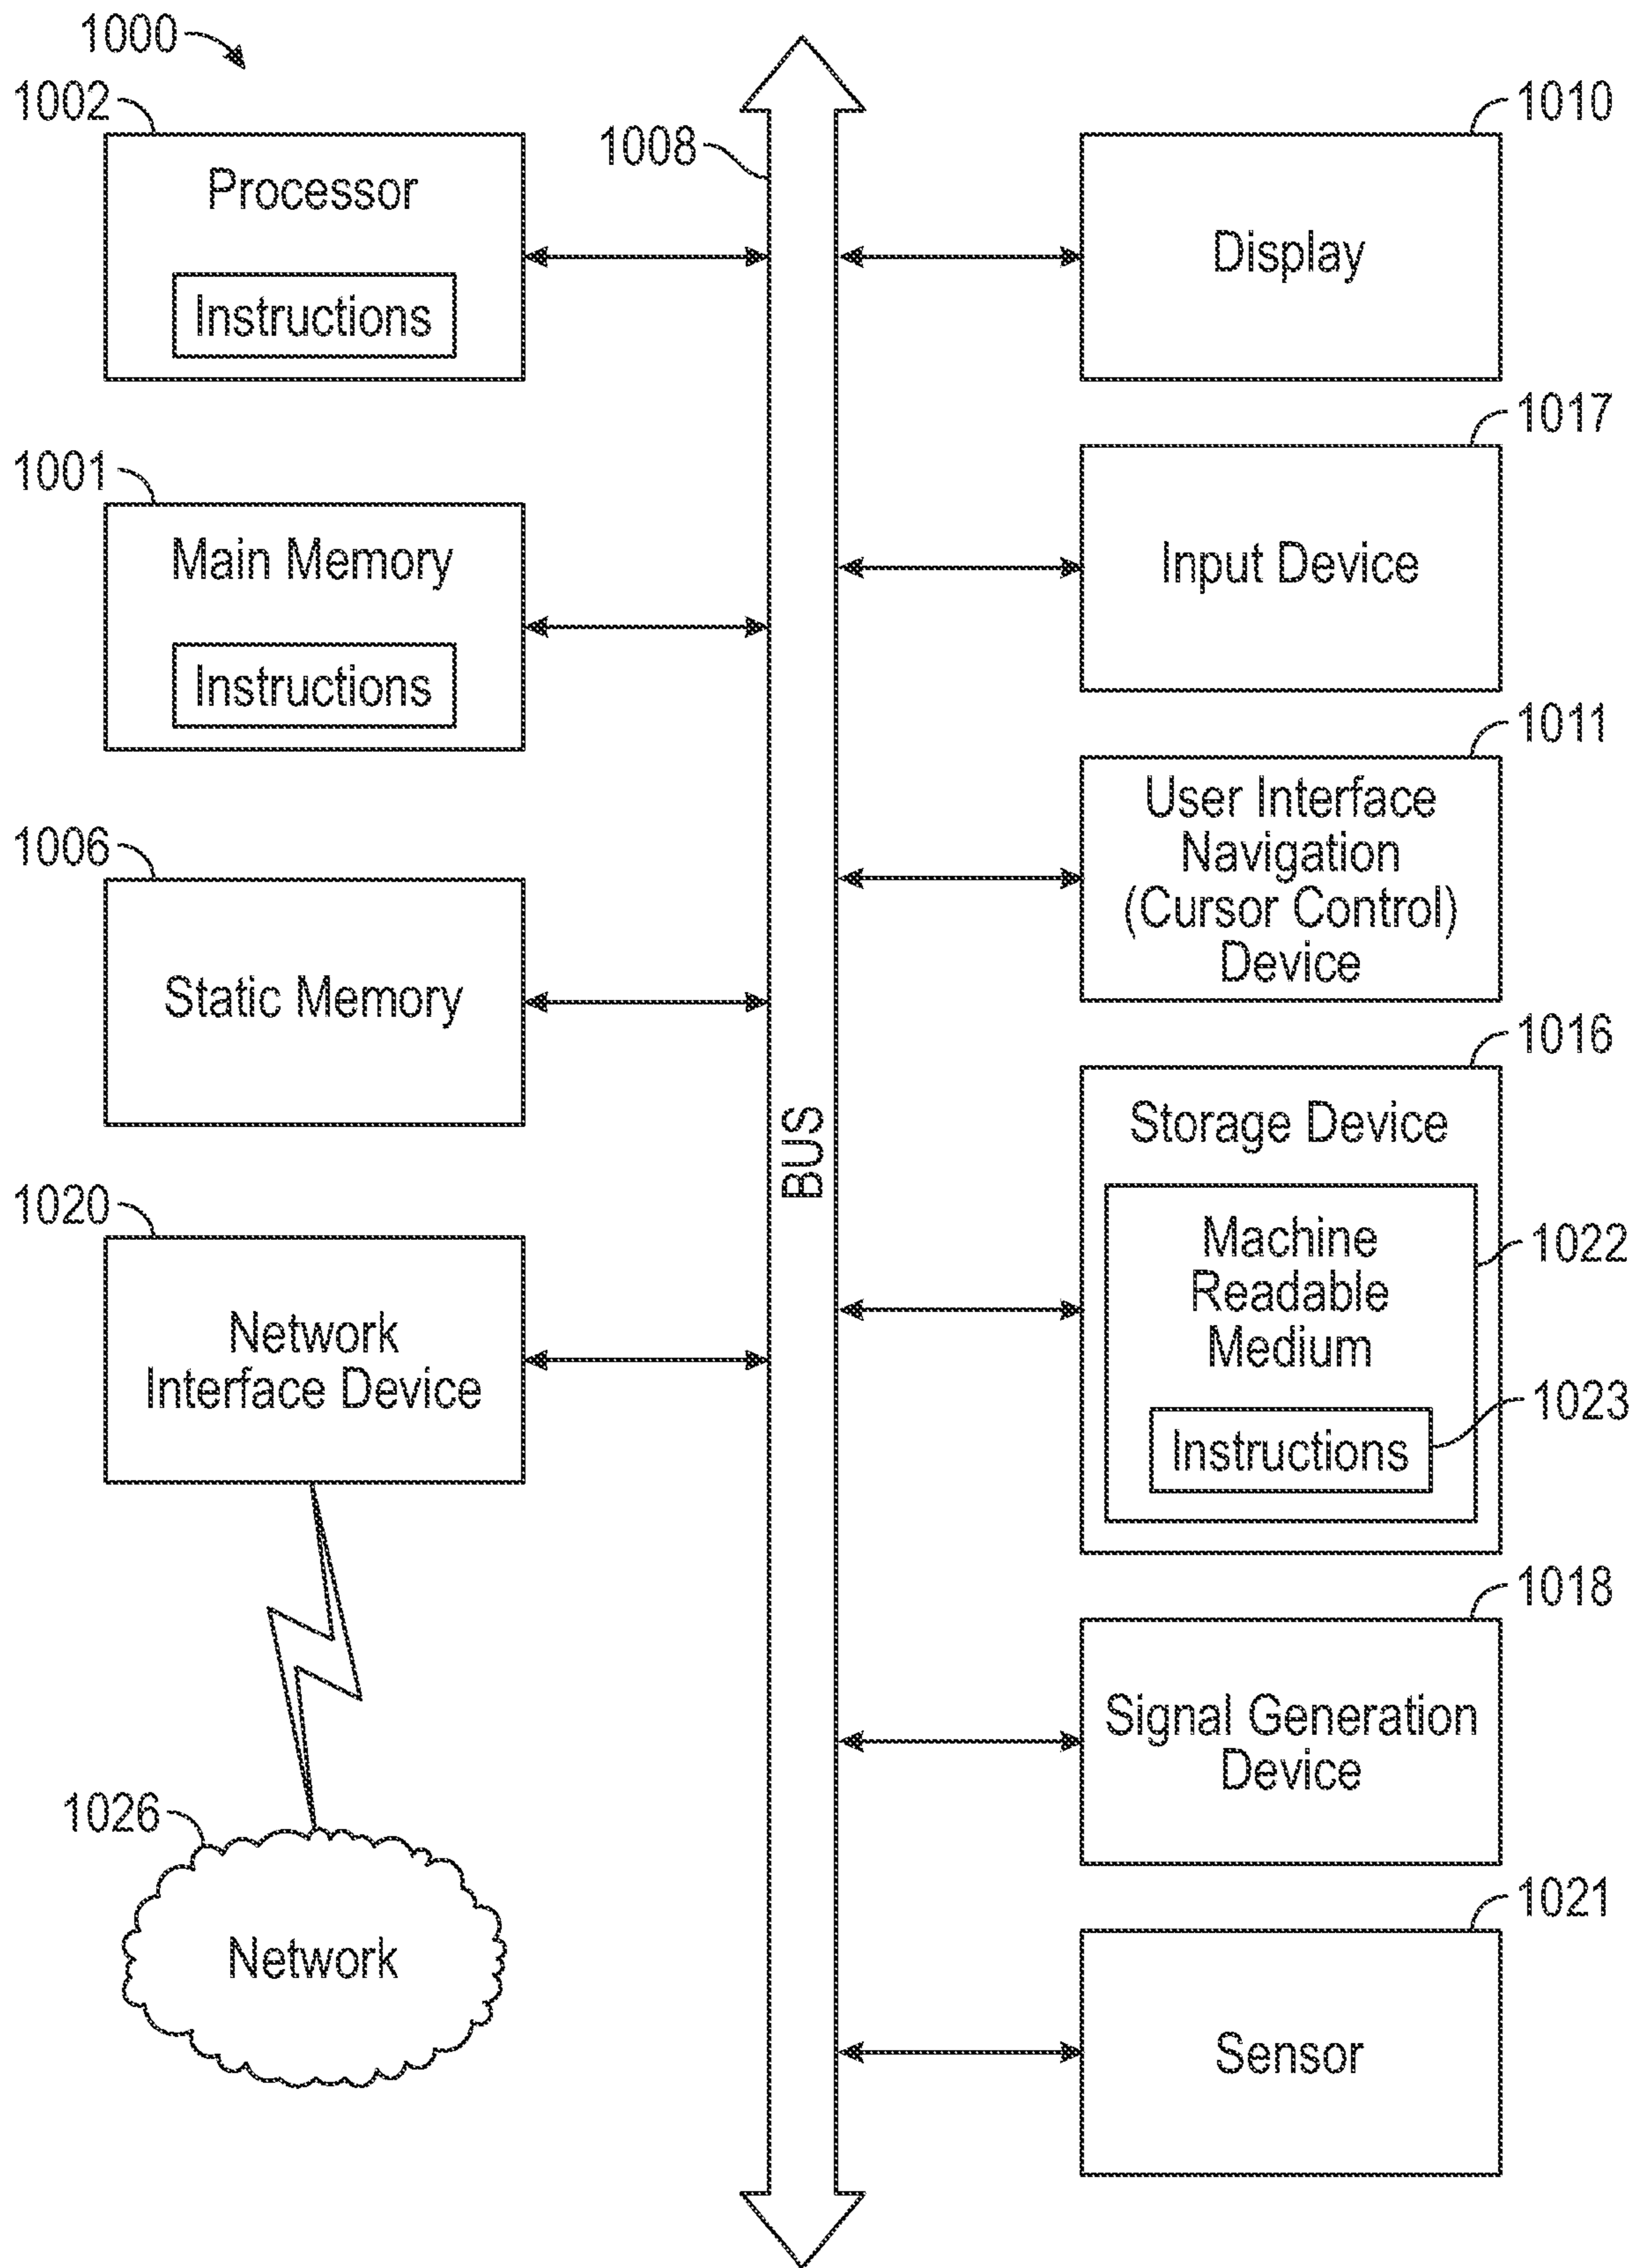 1000
1002
Processor
Instructions
1001
Main Memory
Instructions
1006
Static Memory
1020
Network
Interface Device
1026
Network
1008
BUS
1010
Display
1017
Input Device
1011
User Interface
Navigation
(Cursor Control)
Device
1016
Storage Device
Machine
Readable
Medium
1022
Instructions
1023
1018
Signal Generation
Device
1021
Sensor